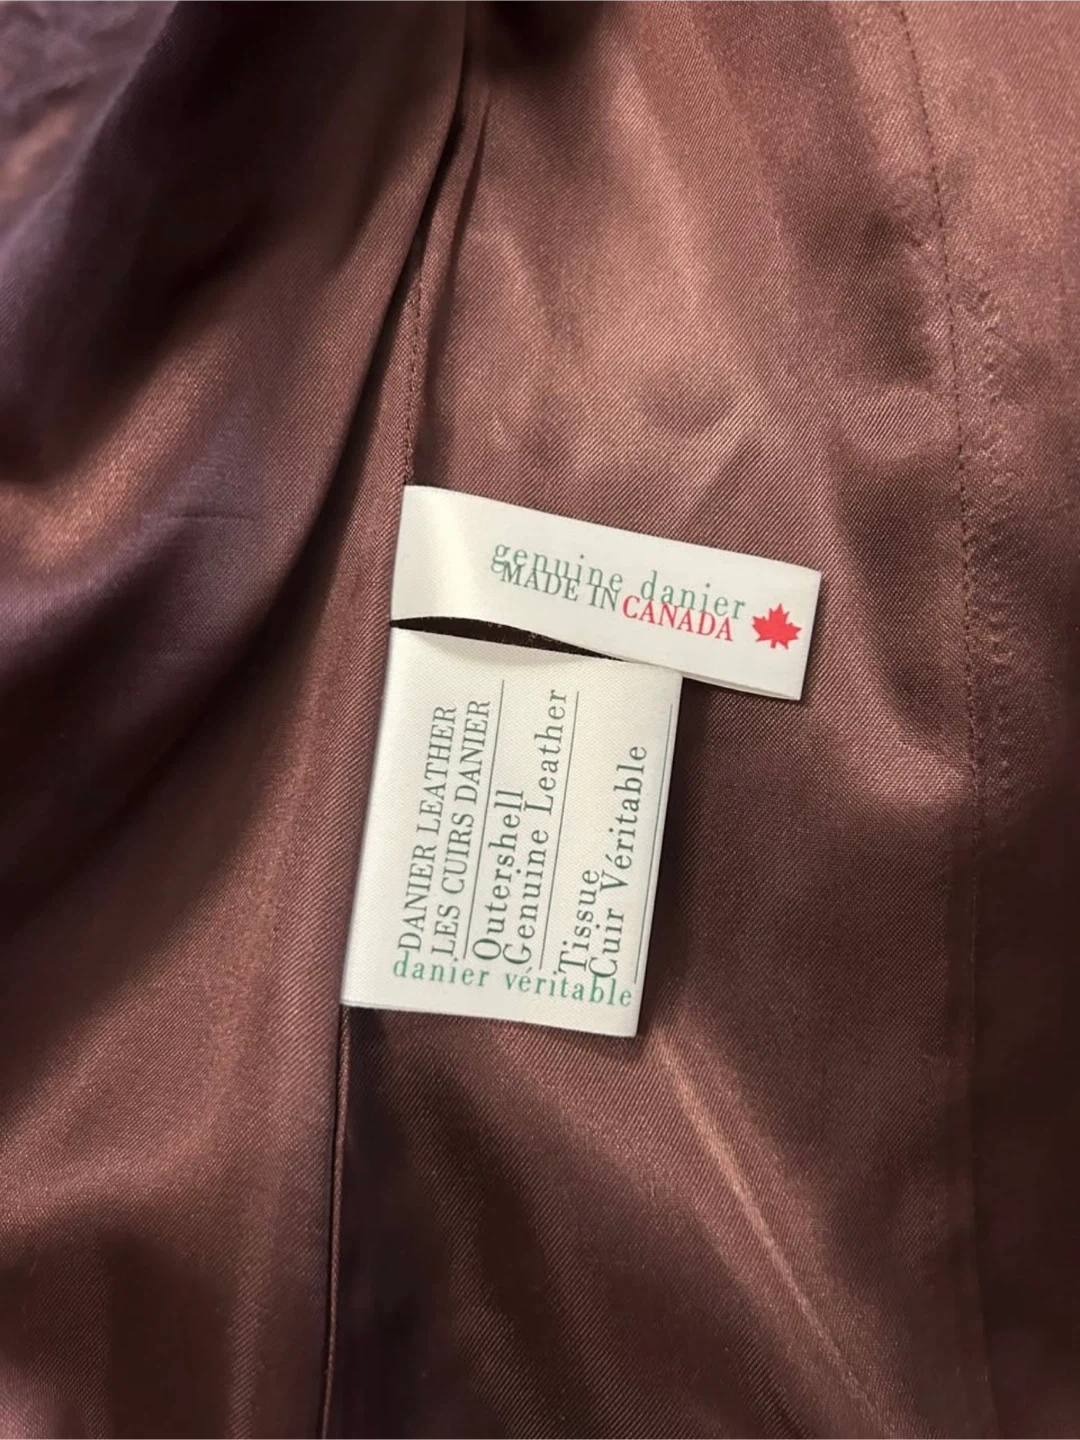 genuine danier
MADE IN CANADA
DANIER LEATHER
LES CUIRS DANIER
Outershell
Genuine Leather
Tissue
Cuir Véritable
danier véritable